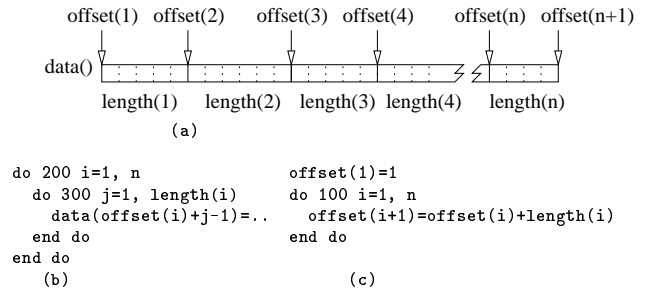 offset(1) offset(2) offset(3) offset(4) offset(n) offset(n+1)
data()
length(1) length(2) length(3) length(4) length(n)
(a)
do 200 i=1, n
do 300 j=1, length(i)
data(offset(i)+j-1)=..
end do
end do
(b)
offset(1)=1
do 100 i=1, n
offset(i+1)=offset(i)+length(i)
end do
(c)